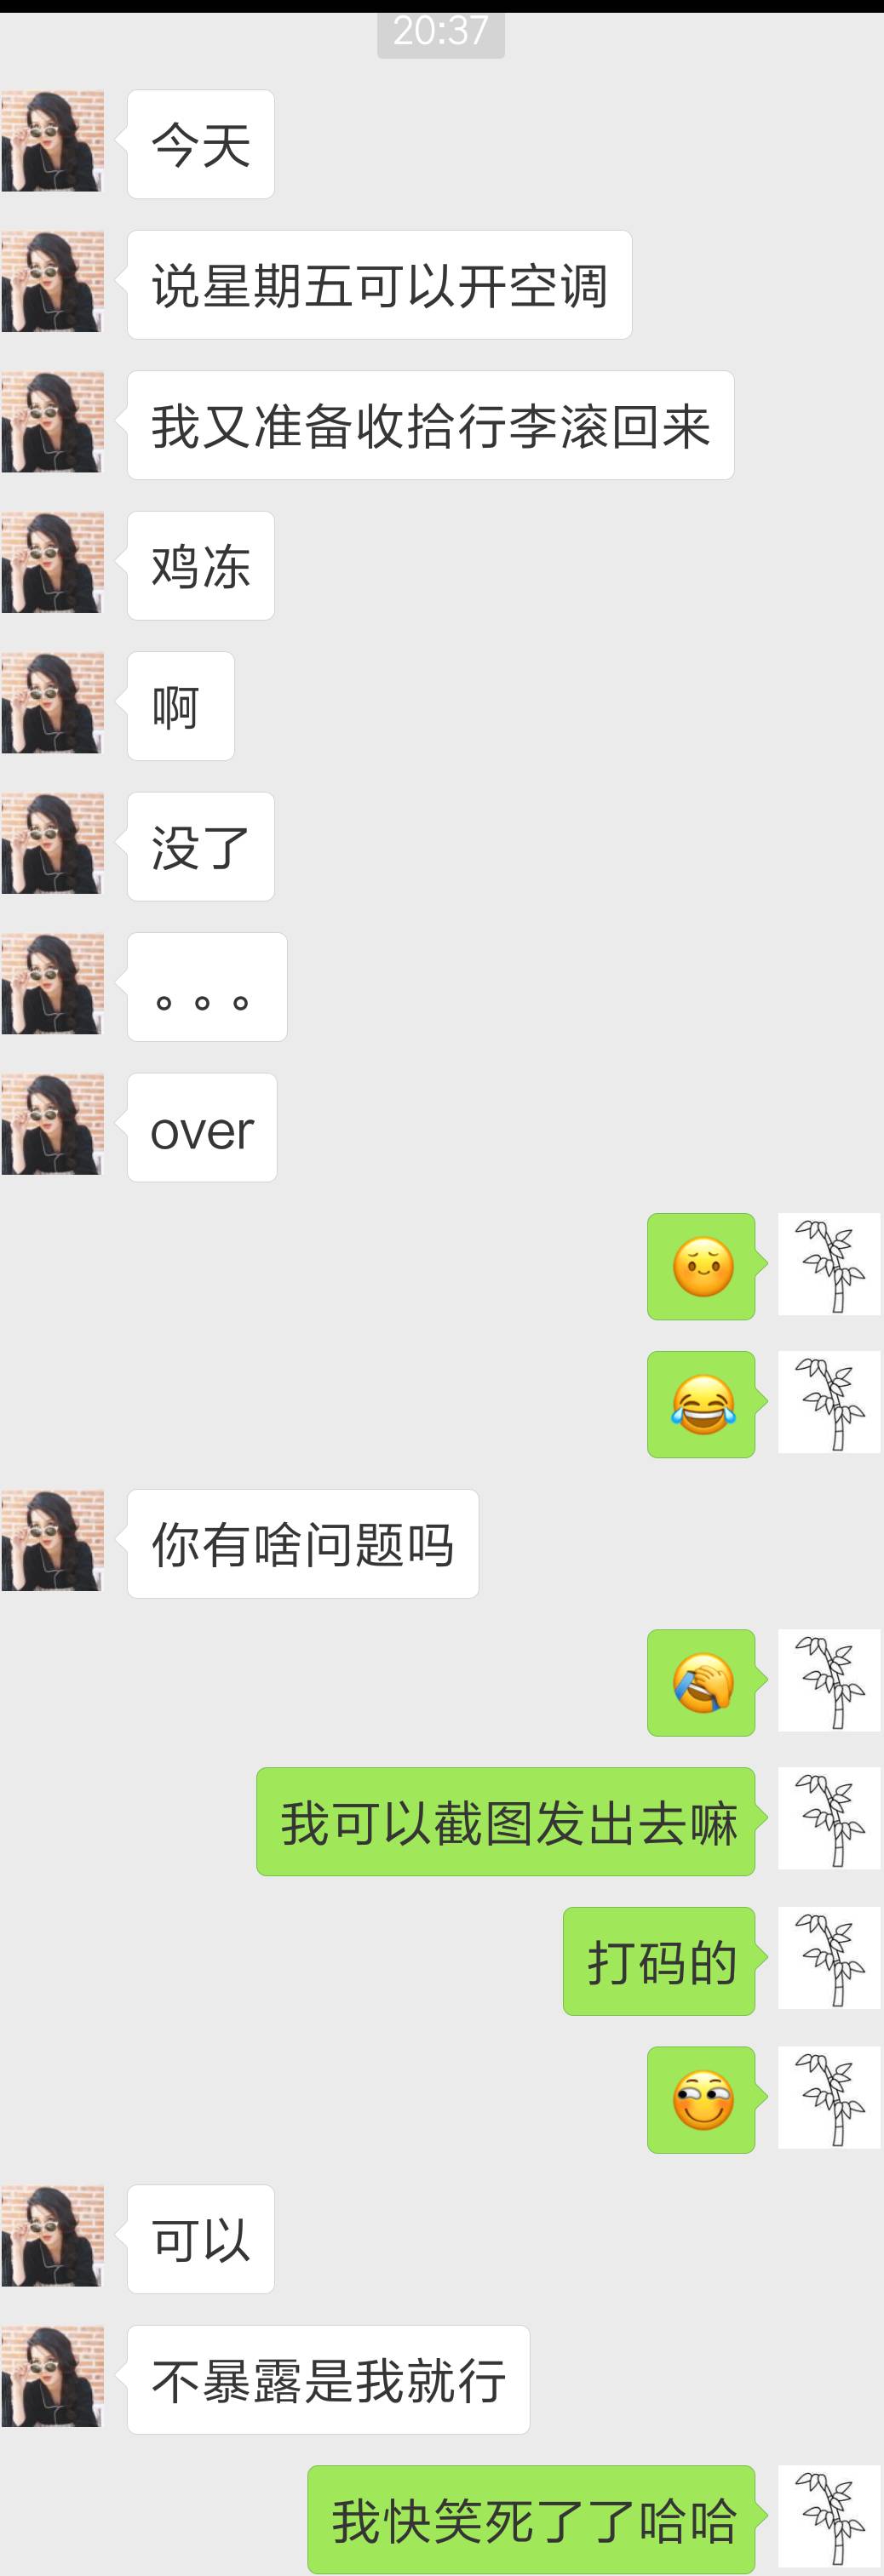 20:37
今天
说星期五可以开空调
我又准备收拾行李滚回来
鸡冻
啊
没了
。。。
over
你有啥问题吗
我可以截图发出去嘛
打码的
可以
不暴露是我就行
我快笑死了了哈哈